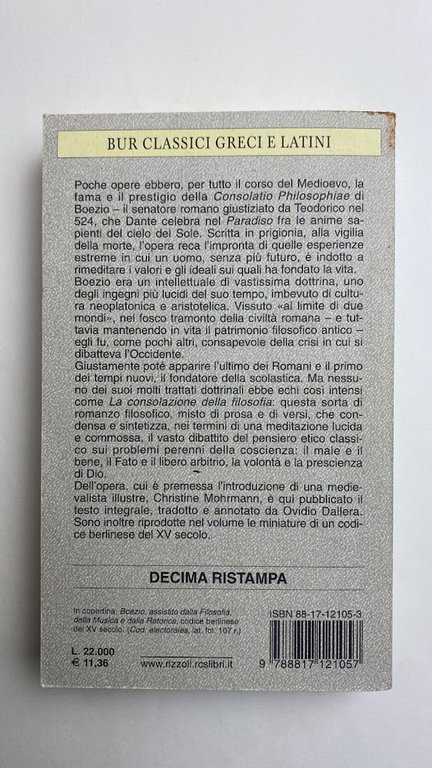 BUR CLASSICI GRECI E LATINI
Poche opere ebbero, per tutto il corso del Medioevo, la
fama e il prestigio della Consolatio Philosophiae di
Boezio – il senatore romano giustiziato da Teodorico nel
524, che Dante celebra nel Paradiso fra le anime sa-
pienti del cielo del Sole. Scritta in prigionia, alla vigilia
della morte, l'opera reca l'impronta di quelle esperienze
estreme in cui un uomo, senza più futuro, è indotto a
rimeditare i valori e gli ideali sui quali ha fondato la vita.
Boezio era un intellettuale di vastissima dottrina, uno
degli ingegni più lucidi del suo tempo, imbevuto di cultu-
ra neoplatonica e aristotelica. Vissuto «al limite di due
mondi», nel fosco tramonto della civiltà romana – e tut-
tavia mantenendo in vita il patrimonio filosofico antico –
egli fu, come pochi altri, consapevole della crisi in cui si
dibatteva l'Occidente.
Giustamente poté apparire l'ultimo dei Romani e il primo
dei tempi nuovi, il fondatore della scolastica. Ma nessu-
no dei suoi molti trattati dottrinali ebbe echi così intensi
come La consolazione della filosofia: questa sorta di
romanzo filosofico, misto di prosa e di versi, che con-
densa e sintetizza, nei termini di una meditazione lucida
e commossa, il vasto dibattito del pensiero etico classi-
co sui problemi perenni della coscienza: il male e il
bene, il Fato e il libero arbitrio, la volontà e la prescienza
di Dio.
Dell'opera, cui è premessa l'introduzione di una medie-
valista illustre, Christine Mohrmann, è qui pubblicato il
testo integrale, tradotto e annotato da Ovidio Dallera.
Sono inoltre riprodotte nel volume le miniature di un codi-
ce berlinese del XV secolo.
DECIMA RISTAMPA
In copertina: Boezio, assistito dalla Filosofia,
dalla Musica e dalla Retorica, codice berlinese
del XV secolo. (Cod. electorales, lat. fol. 107 r.)
L. 22.000
€ 11,36
www.rizzoli.rcslibri.it
ISBN 88-17-12105-3
9 788817 121057